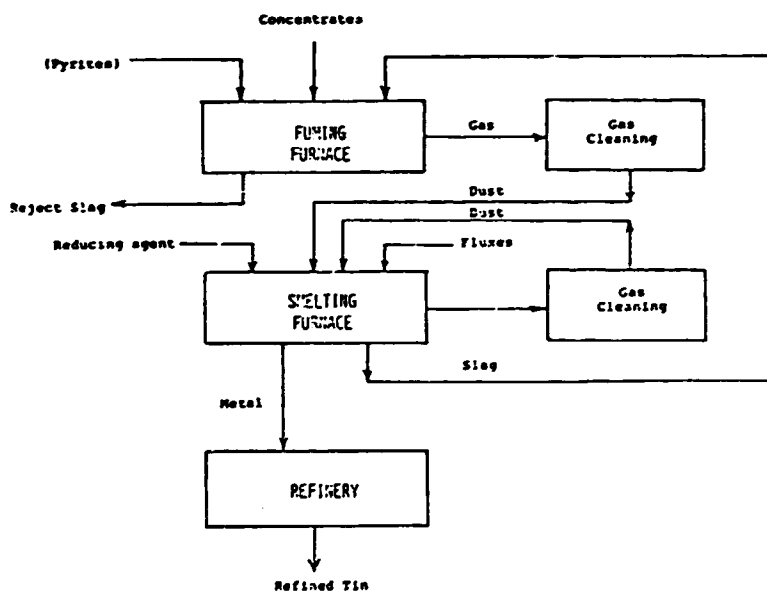 Concentrates
(Pyrites)
FUMING
FURNACE
Gas
Gas
Cleaning
Reject Slag
Dust
Dust
Reducing agent
Fluxes
SMELTING
FURNACE
Gas
Cleaning
Slag
Metal
REFINERY
Refined Tin